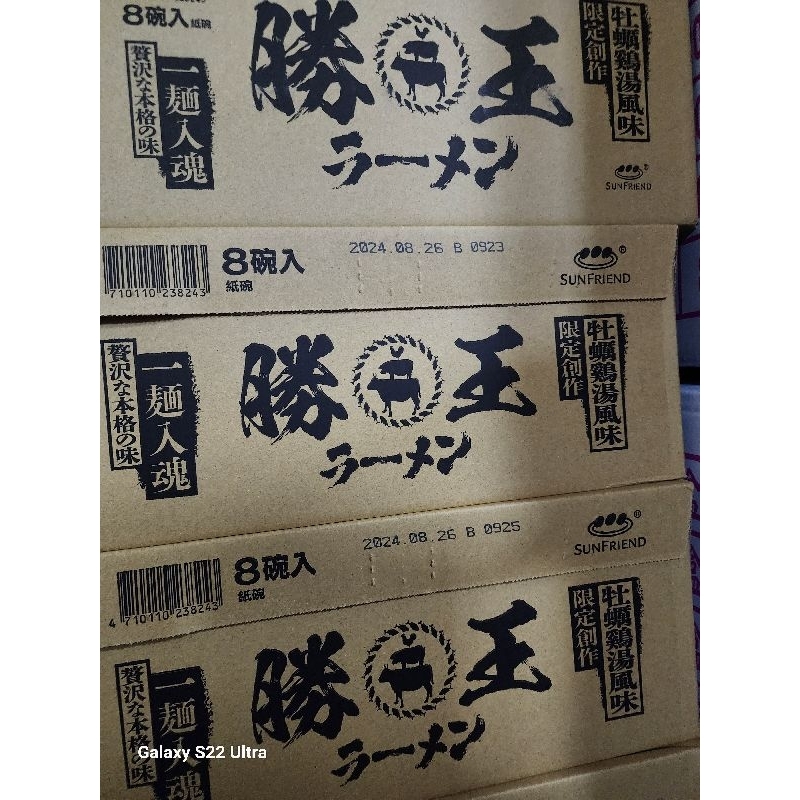 8碗入 紙碗
贅沢な本格の味
一麺入魂
勝王
ラーメン
限定創作
牡蠣鷄湯風味
SUNFRIEND
710110 238243
8碗入
紙碗
2024.08.26 B 0923
SUNFRIEND
贅沢な本格の味
一麺入魂
勝王
ラーメン
限定創作
牡蠣鷄湯風味
4 710110 238243
8碗入
紙碗
2024.08.26 B 0925
SUNFRIEND
贅沢な本格の味
一麺入魂
勝王
ラーメン
限定創作
牡蠣鷄湯風味
Galaxy S22 Ultra